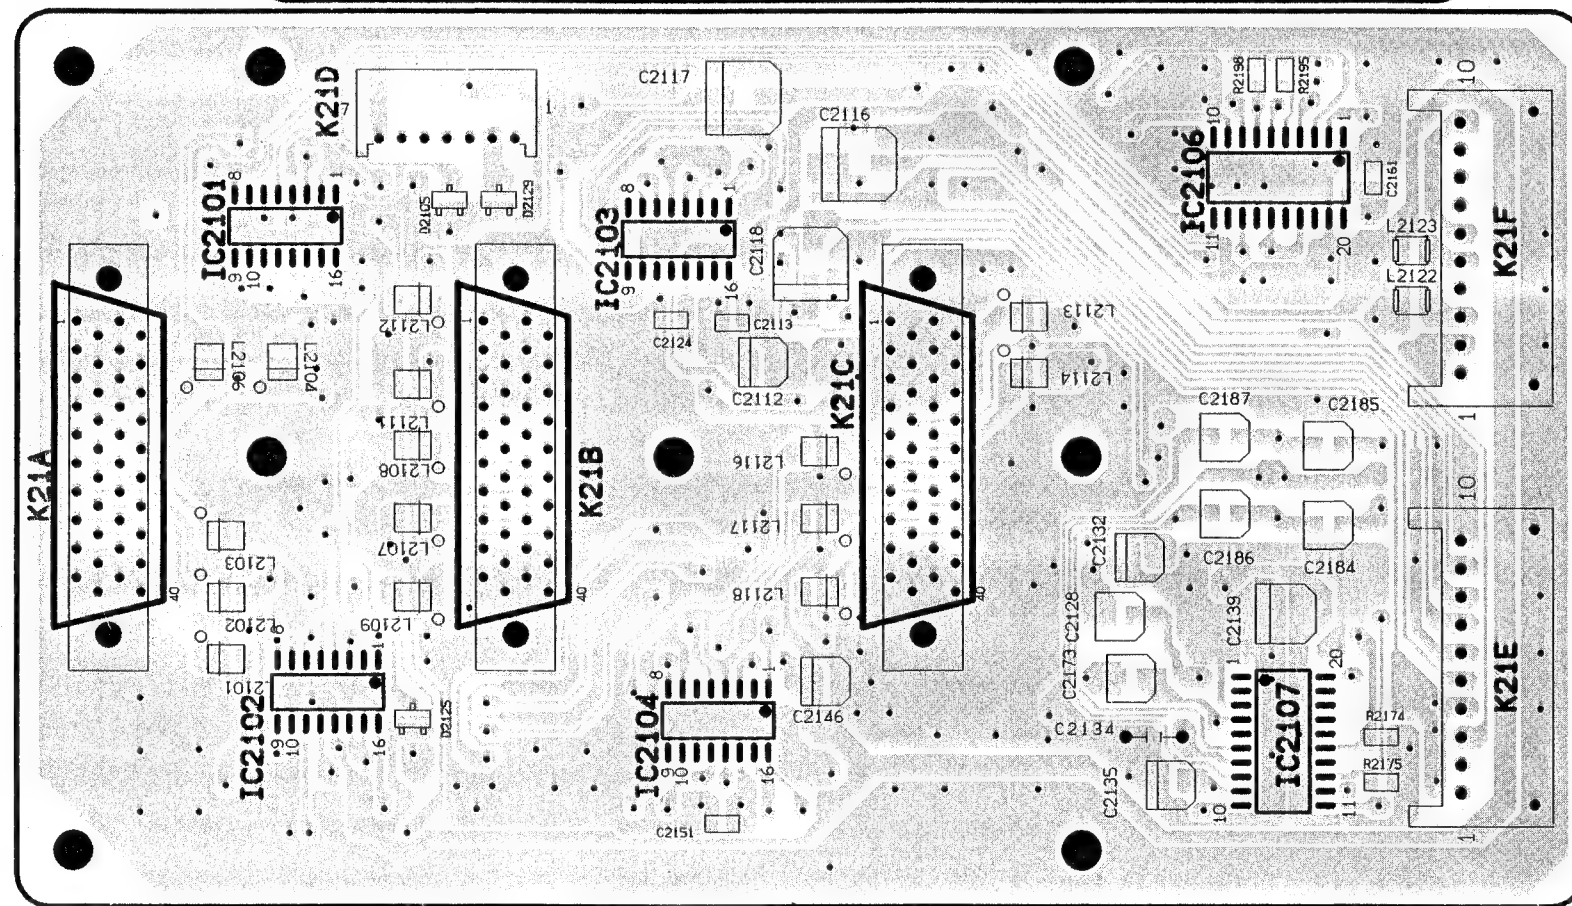 K21D
7
1
C2117
C2116
R2198
R2195
10
10
1
IC2106
C2161
11
20
L2123
L2122
K21F
1
IC2101
8
1
9
10
16
D2105
D2129
IC2103
8
1
9
16
C2118
C2124
C2113
C2112
K21A
1
40
L2106
L2104
L2112
L2111
L2108
L2107
L2109
L2103
L2102
L2101
K21B
1
40
K21C
1
40
L2113
L2114
L2116
L2117
L2118
C2187
C2185
C2186
C2184
C2132
C2128
C2173
C2139
C2134
C2135
IC2107
1
20
10
11
R2174
R2175
K21E
10
1
IC2102
8
1
9
10
16
D2125
IC2104
8
1
9
10
16
C2146
C2151